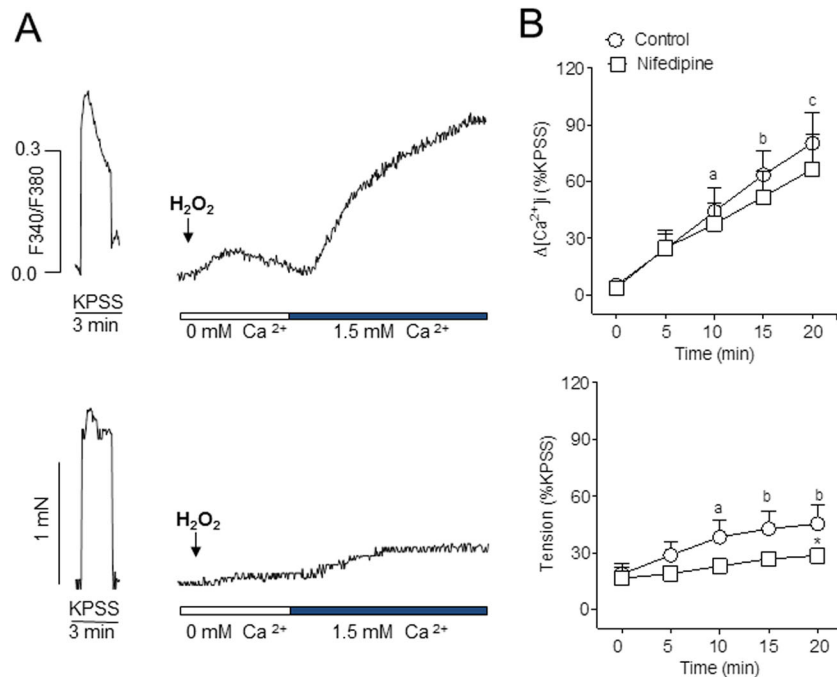 A
0.3
F340/F380
0.0
KPSS
3 min
H₂O₂
0 mM Ca ²⁺
1.5 mM Ca ²⁺
1 mN
KPSS
3 min
H₂O₂
0 mM Ca ²⁺
1.5 mM Ca ²⁺
B
Control
Nifedipine
Δ[Ca²⁺]i (%KPSS)
120
90
60
30
0
a
b
c
0 5 10 15 20
Time (min)
Tension (%KPSS)
120
90
60
30
0
a
b
b
*
0 5 10 15 20
Time (min)